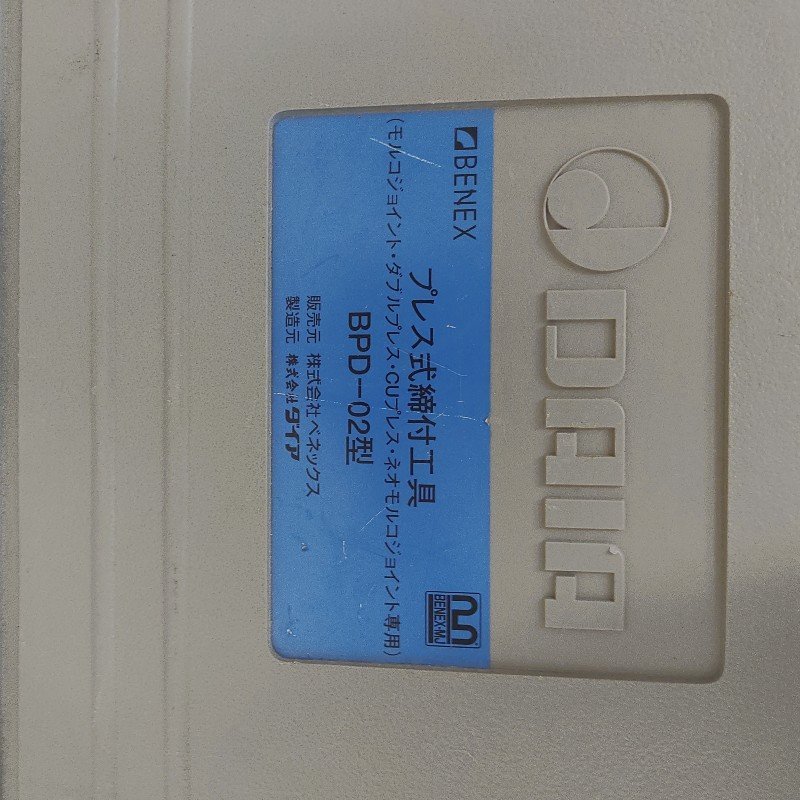 DAIA
BENEX
プレス式締付工具
BENEX-MJ
(モルコジョイント・ダブルプレス・CUプレス・ネオモルコジョイント専用)
BPD－02型
販売元 株式会社ベネックス
製造元 株式会社ダイア